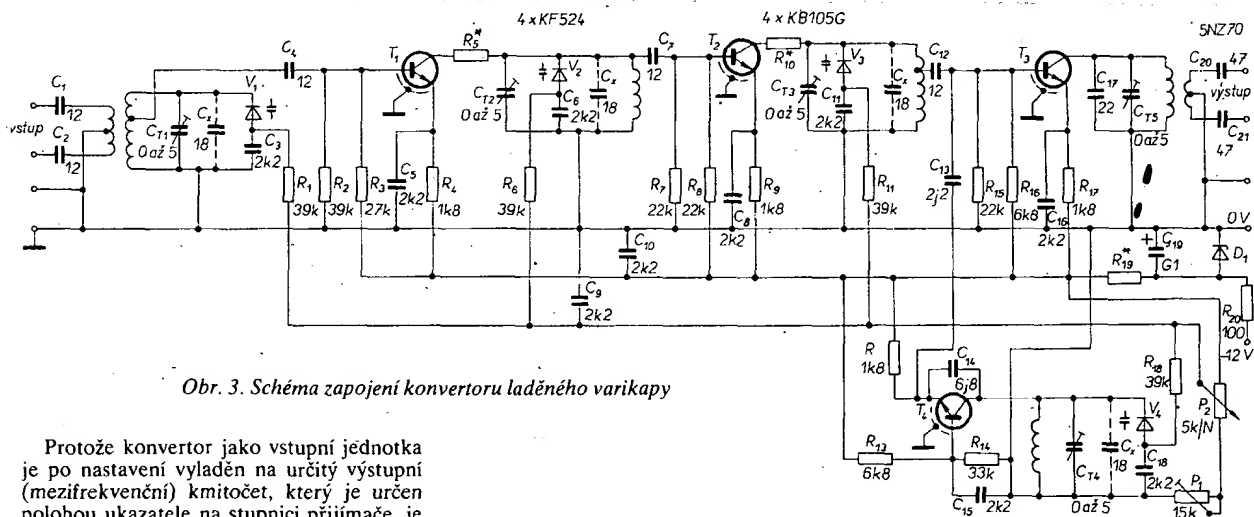 4 x KF524
4 x KB105G
5NZ70
C1
12
vstup
C2
12
CT1
0 až 5
Cx
18
V1
C3
2k2
C4
12
R1
39k
R2
39k
R3
27k
T1
C5
2k2
R4
1k8
R5*
CT2
0 až 5
V2
C6
2k2
Cx
18
R6
39k
C7
12
R7
22k
R8
22k
T2
C8
2k2
R9
1k8
C10
2k2
C9
2k2
R10*
CT3
0 až 5
V3
C11
2k2
Cx
18
R11
39k
C12
12
C13
2j2
R15
22k
R16
6k8
T3
C16
2k2
R17
1k8
C17
22
CT5
0 až 5
C20
47
výstup
C21
47
0 V
R19*
C19
G1
D1
R20
100
-12 V
R
1k8
C14
6j8
T4
R13
6k8
R14
33k
C15
2k2
CT4
0 až 5
Cx
18
V4
C18
2k2
R18
39k
P2
5k/N
P1
15k
Obr. 3. Schéma zapojení konvertoru laděného varikapy
Protože konvertor jako vstupní jednotka
je po nastavení vyladěn na určitý výstupní
(mezifrekvenční) kmitočet, který je určen
polohou ukazatele na stupnici přijímače, je